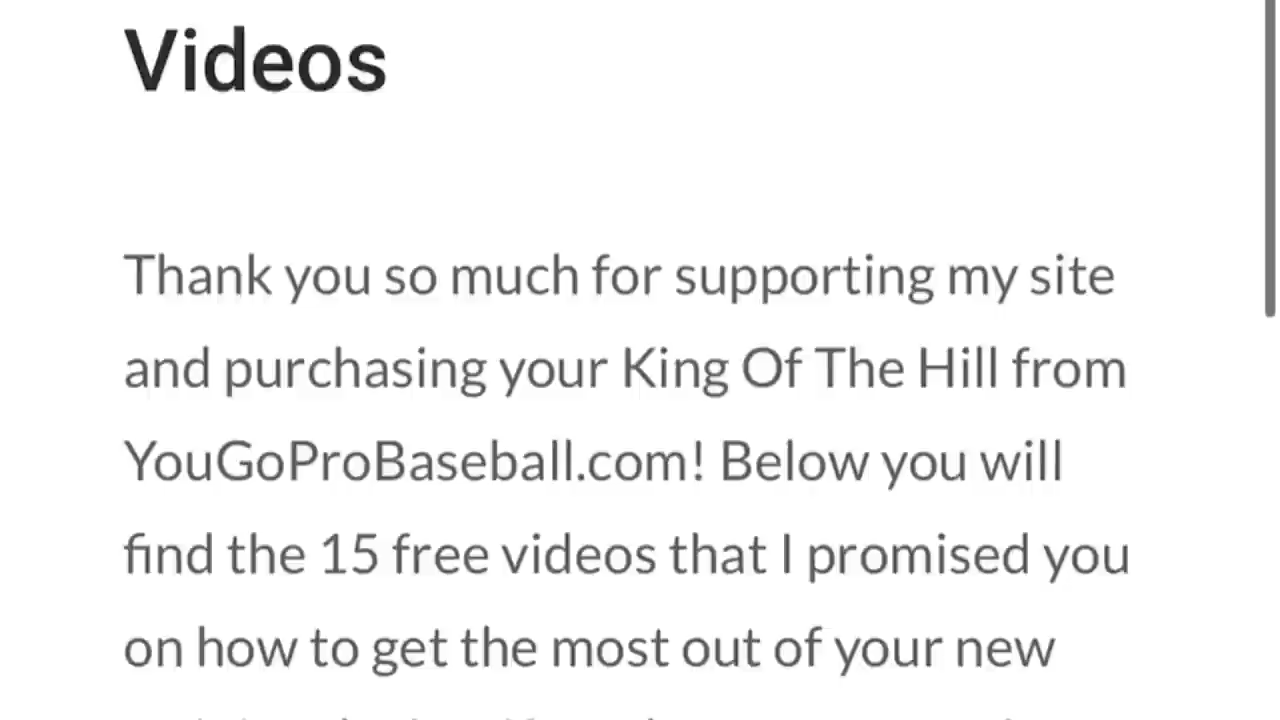 Videos
Thank you so much for supporting my site
and purchasing your King Of The Hill from
YouGoProBaseball.com! Below you will
find the 15 free videos that I promised you
on how to get the most out of your new